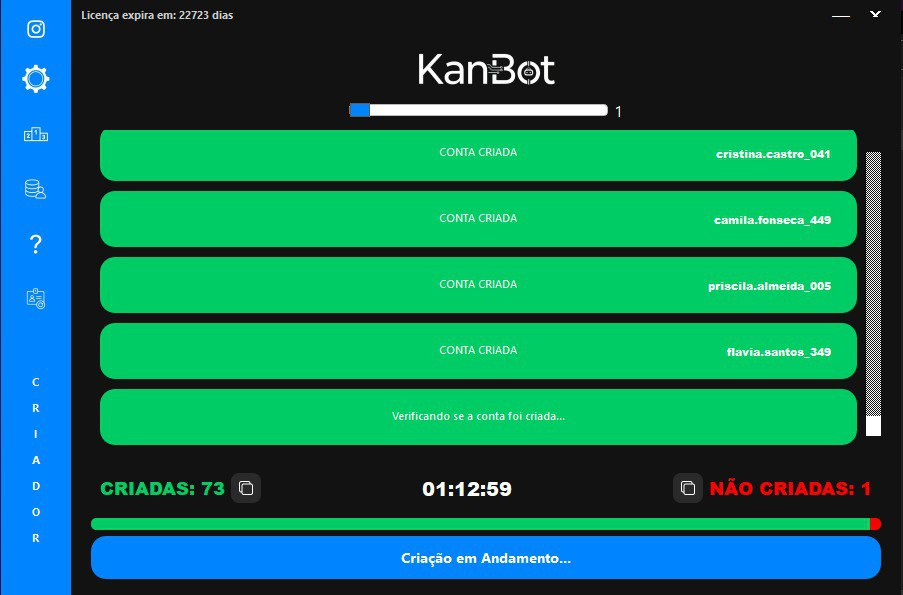 Licença expira em: 22723 dias
KanBot
1
CONTA CRIADA cristina.castro_041
CONTA CRIADA camila.fonseca_449
CONTA CRIADA priscila.almeida_005
CONTA CRIADA flavia.santos_349
Verificando se a conta foi criada...
?
C
R
I
A
D
O
R
CRIADAS: 73 01:12:59 NÃO CRIADAS: 1
Criação em Andamento...